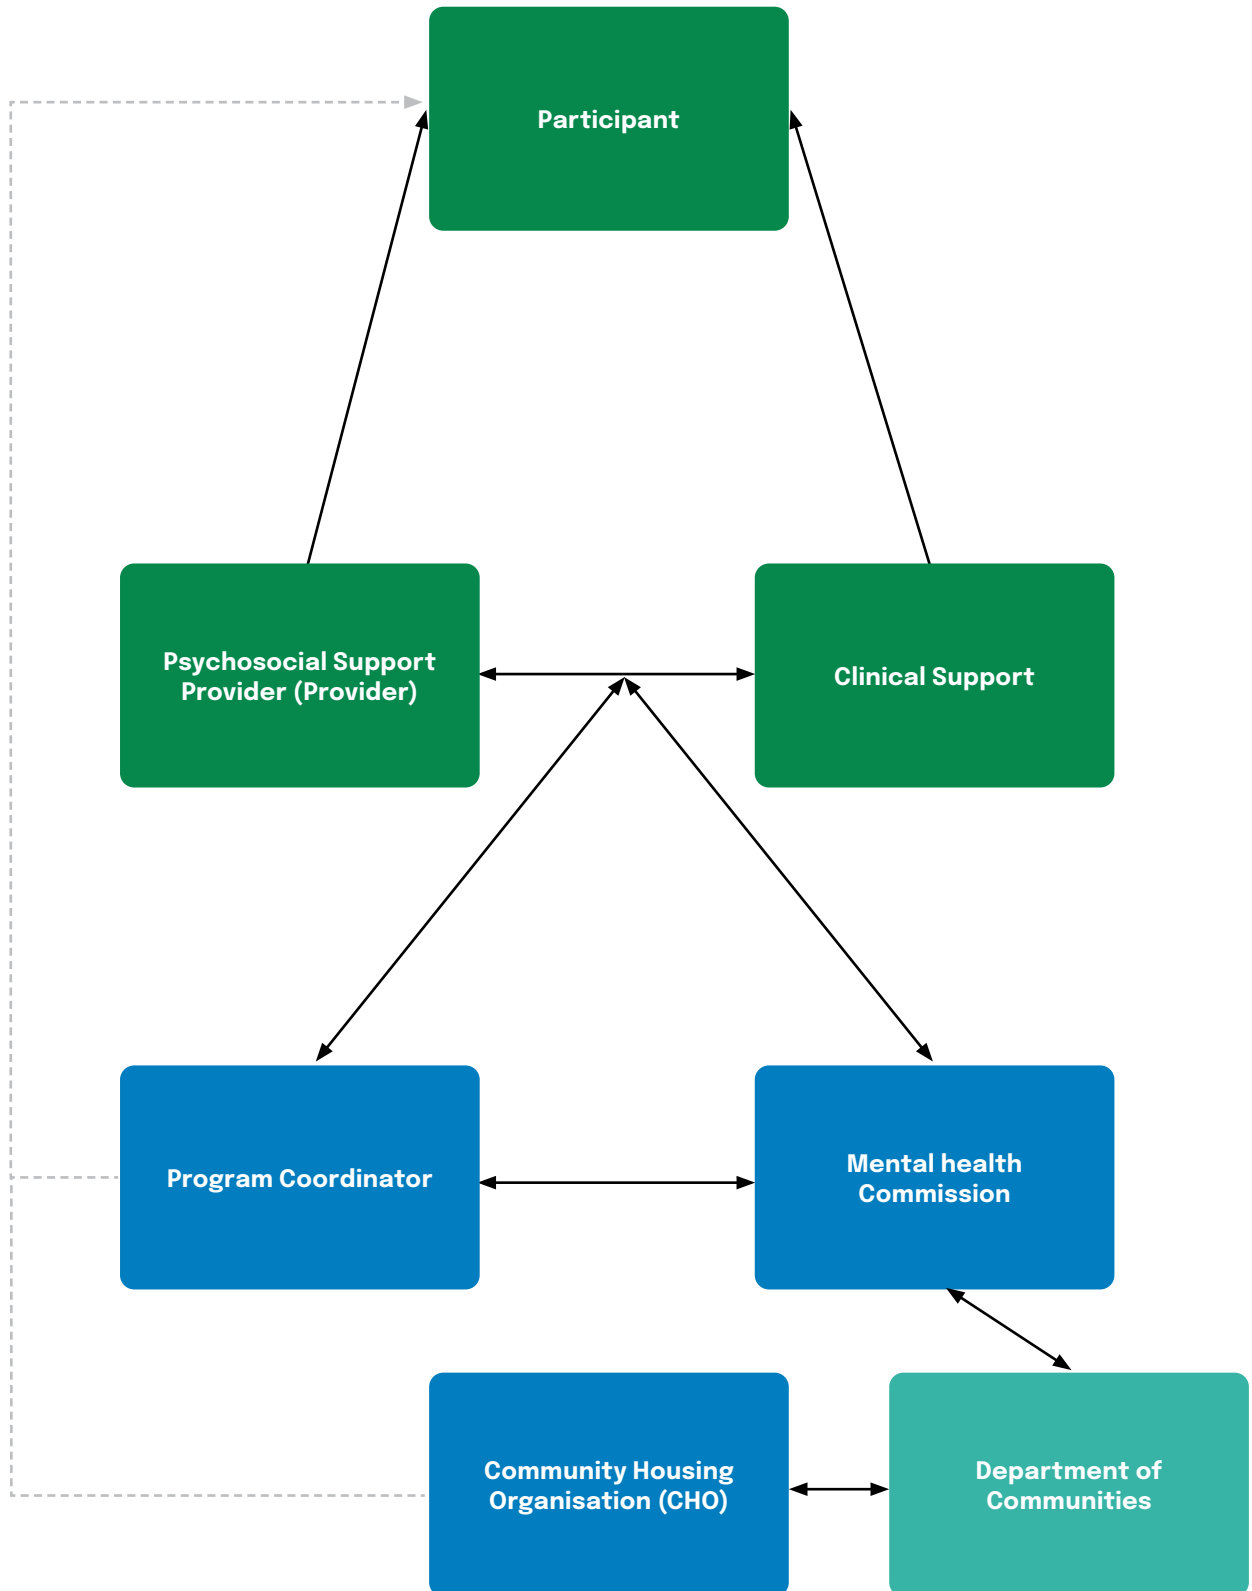 Participant
Psychosocial Support
Provider (Provider)
Clinical Support
Program Coordinator
Mental health
Commission
Community Housing
Organisation (CHO)
Department of
Communities